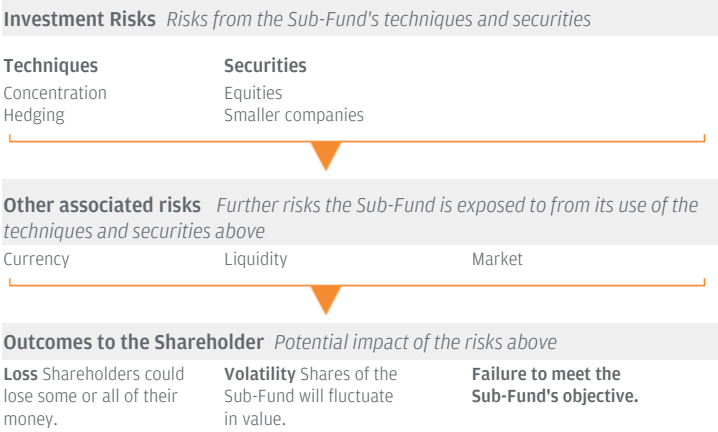 Investment Risks Risks from the Sub-Fund's techniques and securities
Techniques Securities
Concentration Equities
Hedging Smaller companies
Other associated risks Further risks the Sub-Fund is exposed to from its use of the
techniques and securities above
Currency Liquidity Market
Outcomes to the Shareholder Potential impact of the risks above
Loss Shareholders could
lose some or all of their
money.
Volatility Shares of the
Sub-Fund will fluctuate
in value.
Failure to meet the
Sub-Fund's objective.